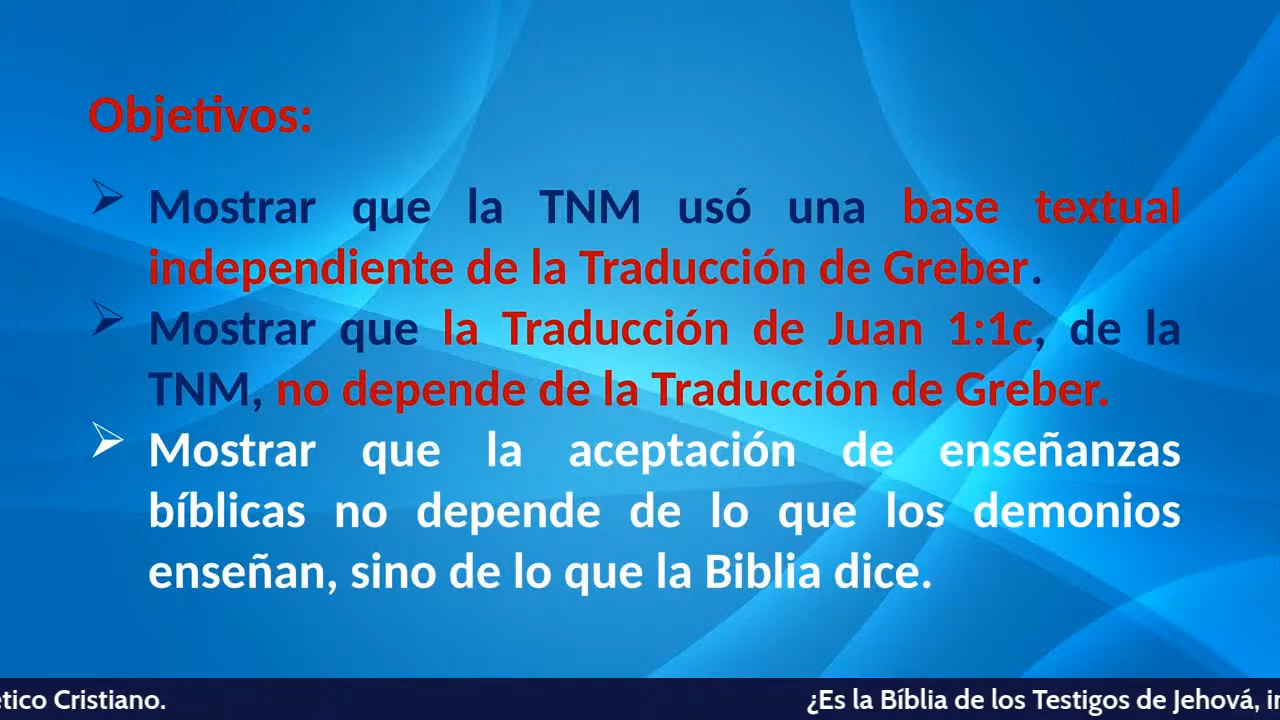 Objetivos:
Mostrar que la TNM usó una base textual
independiente de la Traducción de Greber.
Mostrar que la Traducción de Juan 1:1c, de la
TNM, no depende de la Traducción de Greber.
Mostrar que la aceptación de enseñanzas
bíblicas no depende de lo que los demonios
enseñan, sino de lo que la Biblia dice.
ético Cristiano. ¿Es la Bíblia de los Testigos de Jehová,